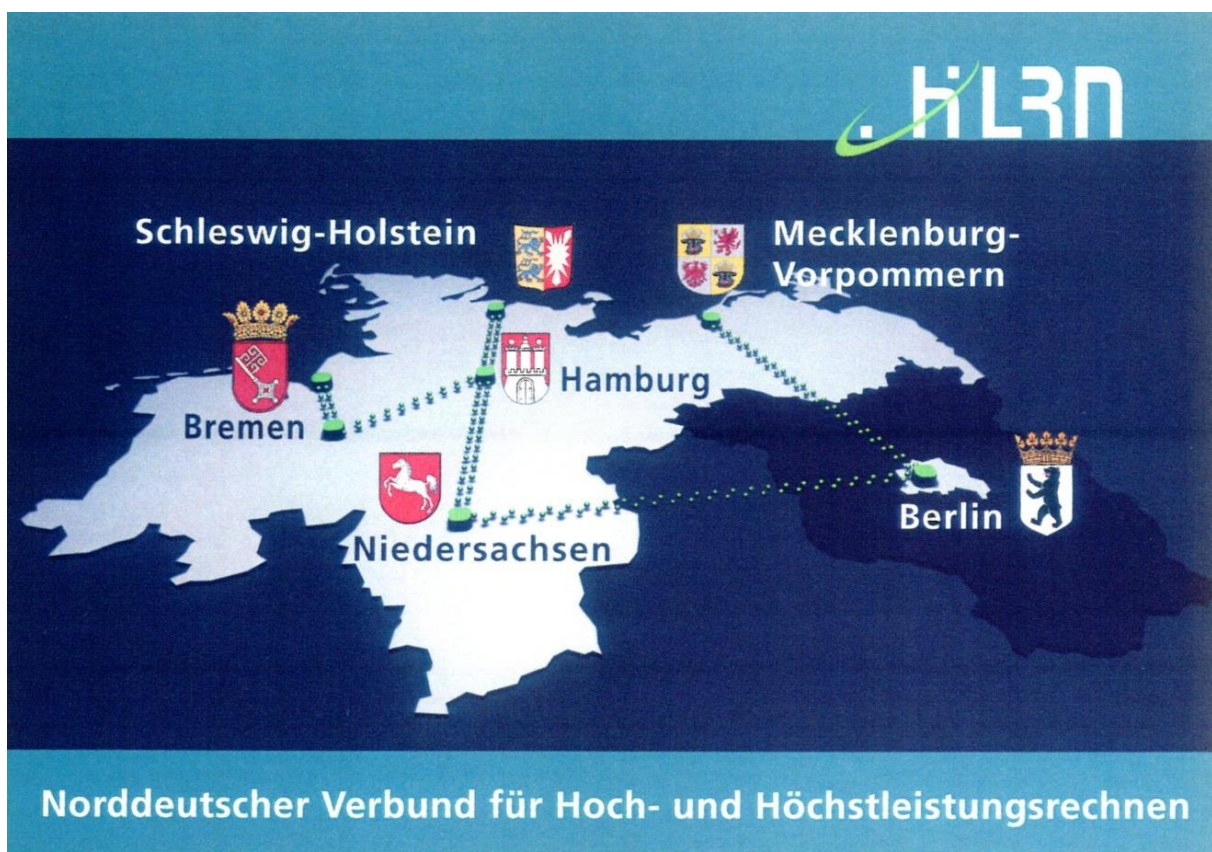 HLRN
Schleswig-Holstein
Mecklenburg-
Vorpommern
Hamburg
Bremen
Niedersachsen
Berlin
Norddeutscher Verbund für Hoch- und Höchstleistungsrechnen